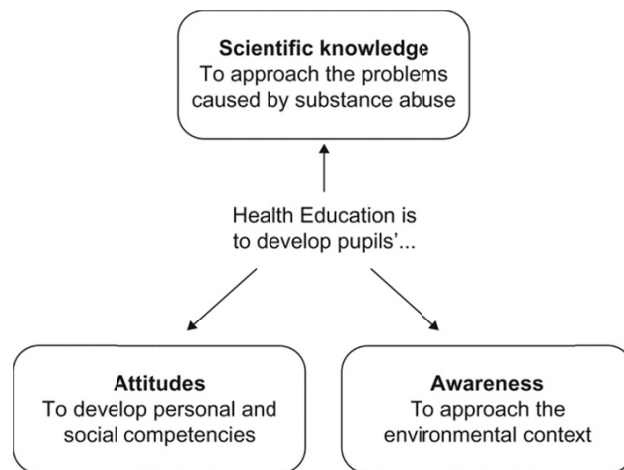 Scientific knowledge
To approach the problems
caused by substance abuse
Health Education is
to develop pupils'...
Attitudes
To develop personal and
social competencies
Awareness
To approach the
environmental context